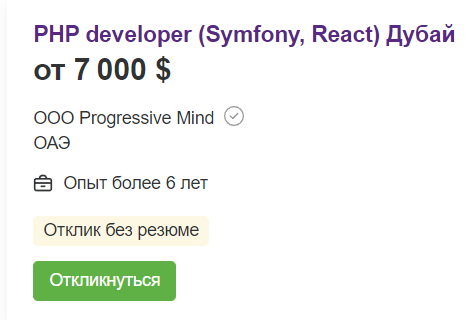 PHP developer (Symfony, React) Дубай
от 7 000 $
ООО Progressive Mind
ОАЭ
Опыт более 6 лет
Отклик без резюме
Откликнуться